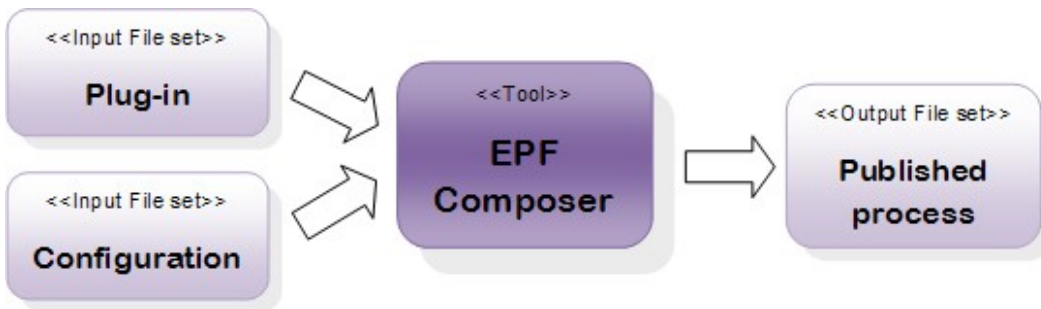 <<Input File set>>
Plug-in
<<Input File set>>
Configuration
<<Tool>>
EPF
Composer
<<Output File set>>
Published
process